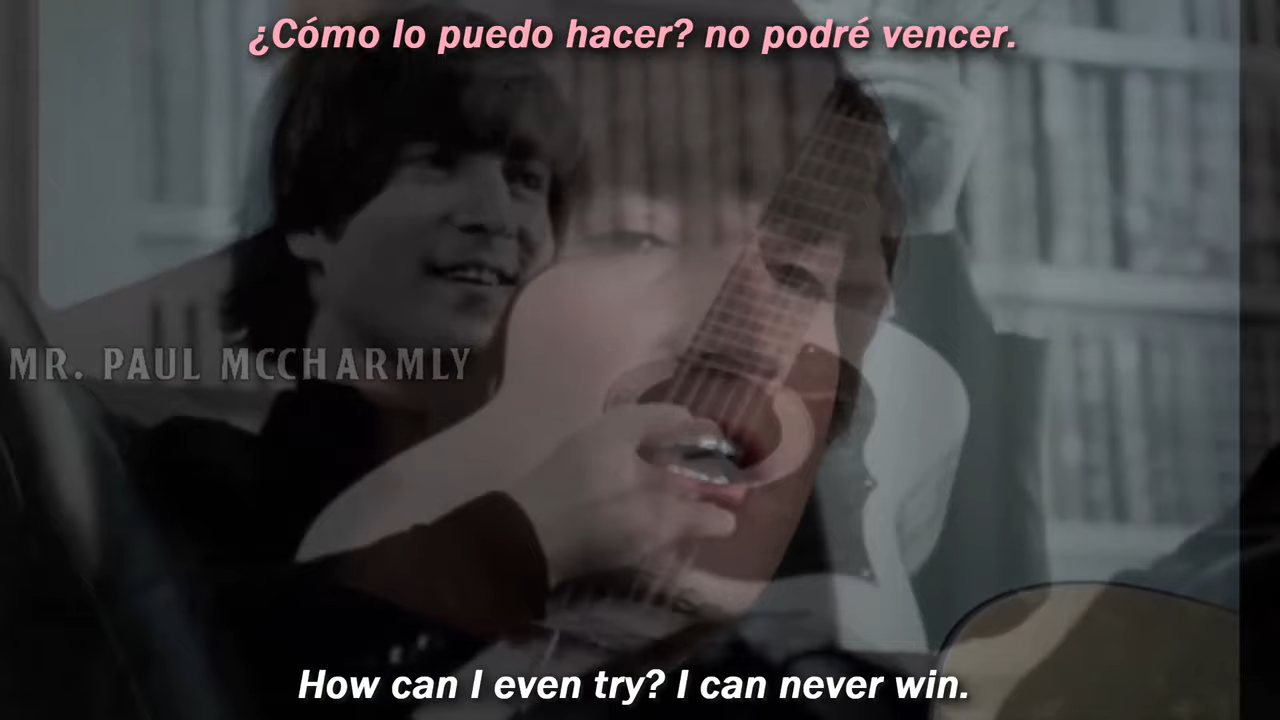 ¿Cómo lo puedo hacer? no podré vencer.
MR. PAUL MCCHARMLY
How can I even try? I can never win.